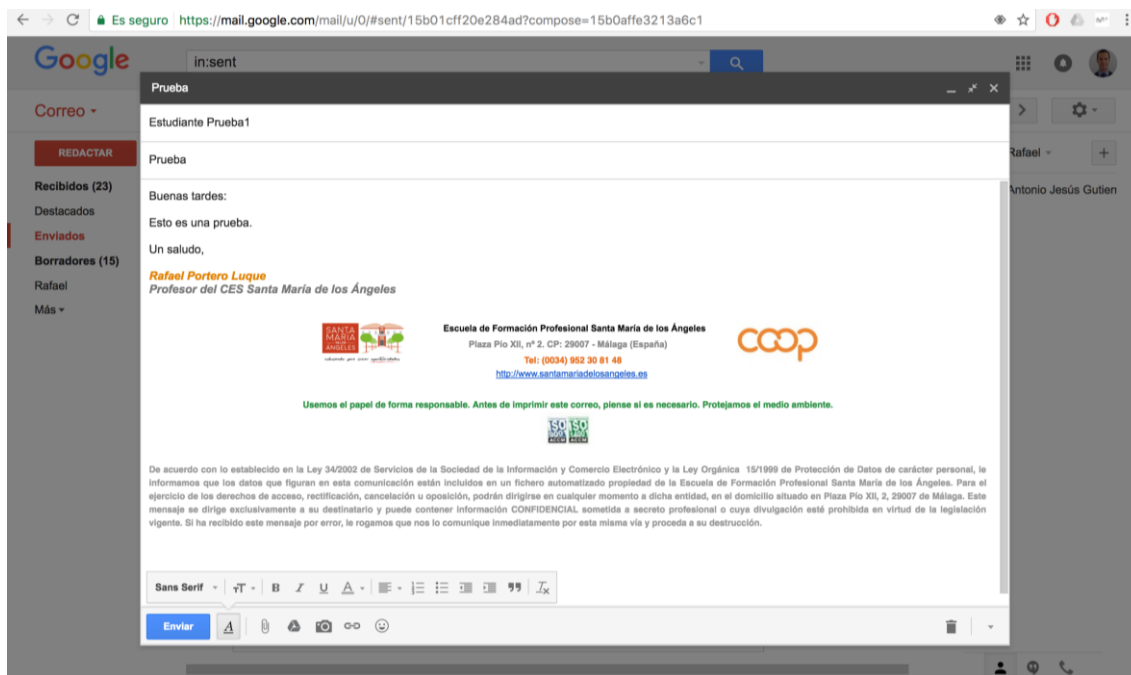 Es seguro https://mail.google.com/mail/u/0/#sent/15b01cff20e284ad?compose=15b0affe3213a6c1
Google
in:sent
Prueba
Correo
Estudiante Prueba1
REDACTAR
Prueba
Rafael
Recibidos (23)
Buenas tardes:
Antonio Jesús Gutien
Destacados
Esto es una prueba.
Enviados
Un saludo,
Borradores (15)
Rafael
Rafael Portero Luque
Profesor del CES Santa María de los Ángeles
Más
SANTA
MARÍA
DE LOS
ÁNGELES
Escuela de Formación Profesional Santa María de los Ángeles
Plaza Pío XII, nº 2. CP: 29007 - Málaga (España)
Tel: (0034) 952 30 81 48
http://www.santamariadelosangeles.es
coop
Usemos el papel de forma responsable. Antes de imprimir este correo, piense si es necesario. Protejamos el medio ambiente.
ISO ISO
ACCM ACCM
De acuerdo con lo establecido en la Ley 34/2002 de Servicios de la Sociedad de la Información y Comercio Electrónico y la Ley Orgánica 15/1999 de Protección de Datos de carácter personal, le
informamos que los datos que figuran en esta comunicación están incluidos en un fichero automatizado propiedad de la Escuela de Formación Profesional Santa María de los Ángeles. Para el
ejercicio de los derechos de acceso, rectificación, cancelación u oposición, podrán dirigirse en cualquier momento a dicha entidad, en el domicilio situado en Plaza Pío XII, 2, 29007 de Málaga. Este
mensaje se dirige exclusivamente a su destinatario y puede contener información CONFIDENCIAL sometida a secreto profesional o cuya divulgación esté prohibida en virtud de la legislación
vigente. Si ha recibido este mensaje por error, le rogamos que nos lo comunique inmediatamente por esta misma vía y proceda a su destrucción.
Sans Serif
Enviar